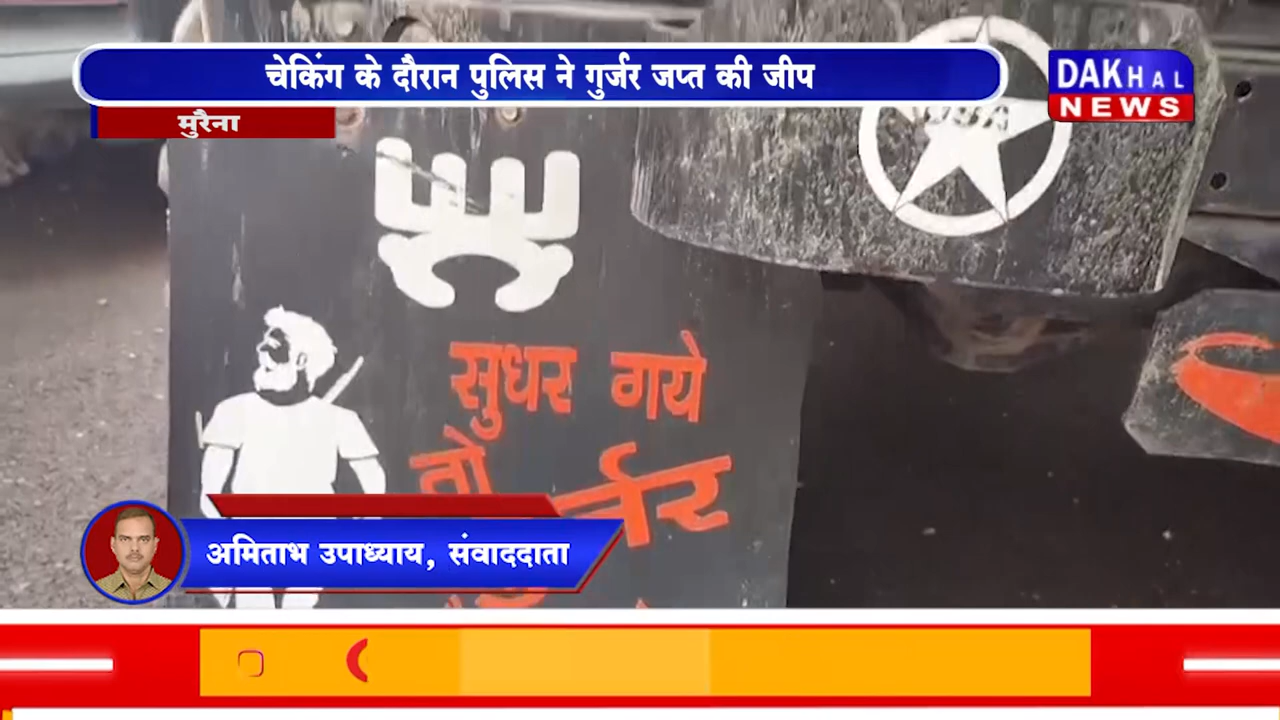 चेकिंग के दौरान पुलिस ने गुर्जर जप्त की जीप
DAKHAL
NEWS
मुरैना
सुधर गये
तो
अमिताभ उपाध्याय, संवाददाता